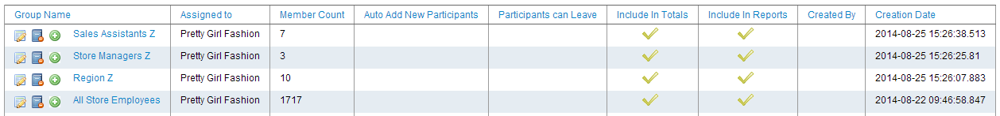 Group Name Assigned to Member Count Auto Add New Participants Participants can Leave Include In Totals Include In Reports Created By Creation Date
Sales Assistants Z Pretty Girl Fashion 7 2014-08-25 15:26:38.513
Store Managers Z Pretty Girl Fashion 3 2014-08-25 15:26:25.81
Region Z Pretty Girl Fashion 10 2014-08-25 15:26:07.883
All Store Employees Pretty Girl Fashion 1717 2014-08-22 09:46:58.847